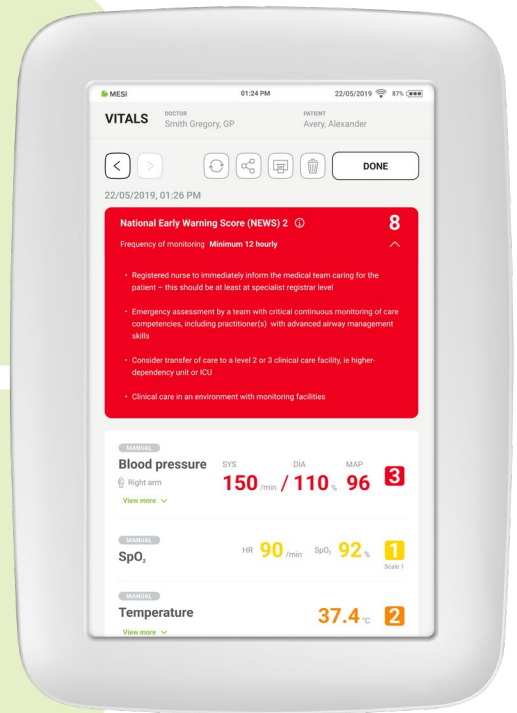 MESI 01:24 PM 22/05/2019 87%
VITALS DOCTOR PATIENT
Smith Gregory, GP Avery, Alexander
DONE
22/05/2019, 01:26 PM
National Early Warning Score (NEWS) 2 8
Frequency of monitoring Minimum 12 hourly
• Registered nurse to immediately inform the medical team caring for the
patient – this should be at least at specialist registrar level
• Emergency assessment by a team with critical continuous monitoring of care
competencies, including practitioner(s) with advanced airway management
skills
• Consider transfer of care to a level 2 or 3 clinical care facility, ie higher-
dependency unit or ICU
• Clinical care in an environment with monitoring facilities
MANUAL
Blood pressure SYS DIA MAP
Right arm 150 /min / 110 % 96 3
View more
MANUAL
SpO₂ HR 90 /min SpO₂ 92 % 1
Scale 1
MANUAL
Temperature 37.4 °C 2
View more